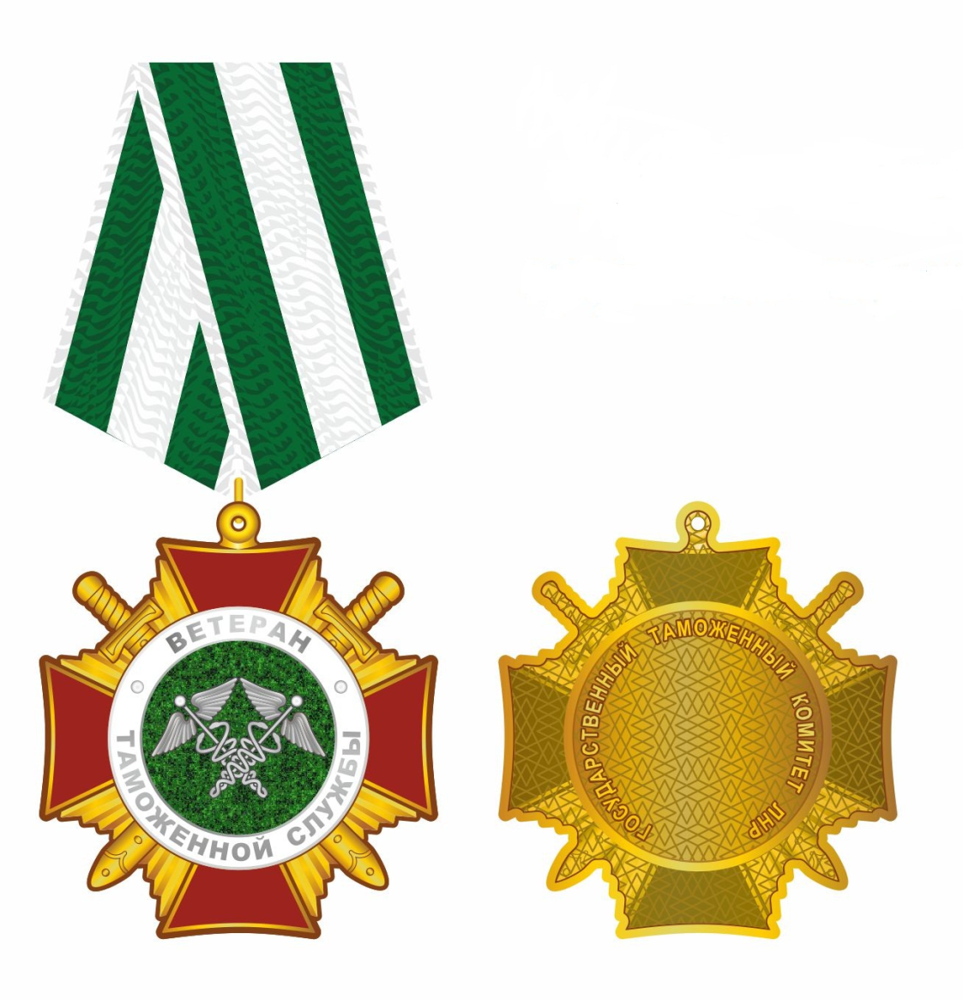 ВЕТЕРАН
ТАМОЖЕННОЙ СЛУЖБЫ
ГОСУДАРСТВЕННЫЙ ТАМОЖЕННЫЙ КОМИТЕТ ЛНР